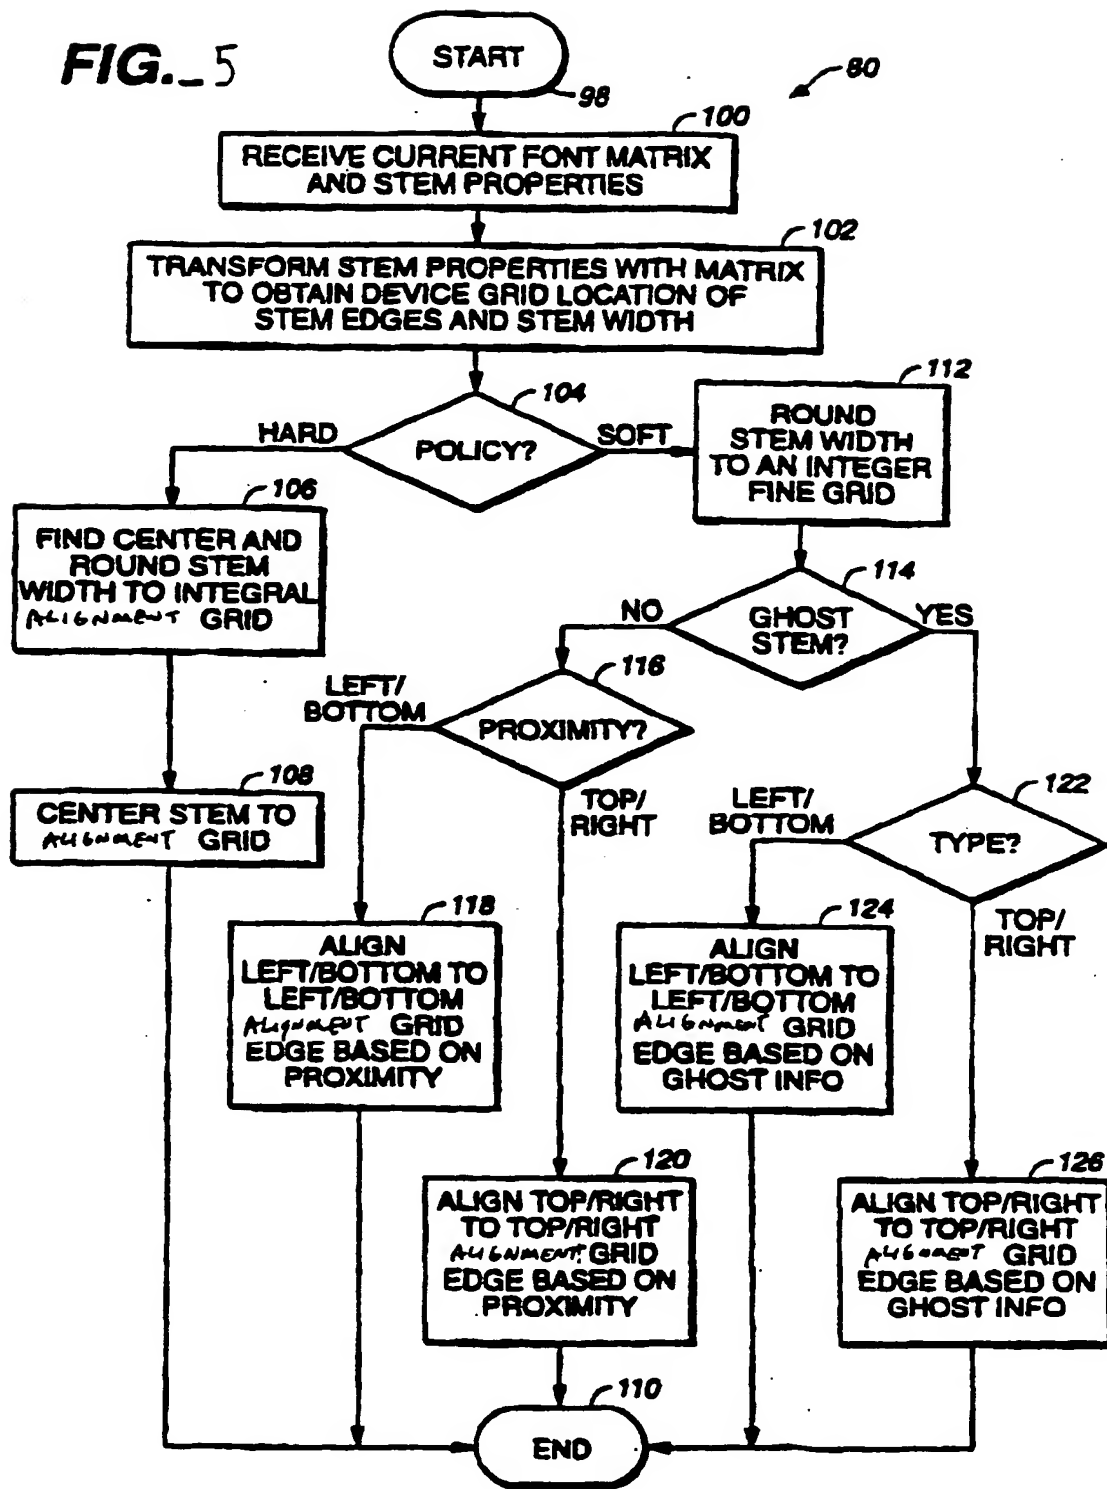 FIG._5
START
98
80
100
RECEIVE CURRENT FONT MATRIX
AND STEM PROPERTIES
102
TRANSFORM STEM PROPERTIES WITH MATRIX
TO OBTAIN DEVICE GRID LOCATION OF
STEM EDGES AND STEM WIDTH
104
POLICY?
HARD
SOFT
112
ROUND
STEM WIDTH
TO AN INTEGER
FINE GRID
106
FIND CENTER AND
ROUND STEM
WIDTH TO INTEGRAL
ALIGNMENT GRID
114
GHOST
STEM?
NO
YES
116
PROXIMITY?
LEFT/
BOTTOM
TOP/
RIGHT
108
CENTER STEM TO
ALIGNMENT GRID
122
TYPE?
LEFT/
BOTTOM
TOP/
RIGHT
118
ALIGN
LEFT/BOTTOM TO
LEFT/BOTTOM
ALIGNMENT GRID
EDGE BASED ON
PROXIMITY
124
ALIGN
LEFT/BOTTOM TO
LEFT/BOTTOM
ALIGNMENT GRID
EDGE BASED ON
GHOST INFO
120
ALIGN TOP/RIGHT
TO TOP/RIGHT
ALIGNMENT GRID
EDGE BASED ON
PROXIMITY
126
ALIGN TOP/RIGHT
TO TOP/RIGHT
ALIGNMENT GRID
EDGE BASED ON
GHOST INFO
110
END